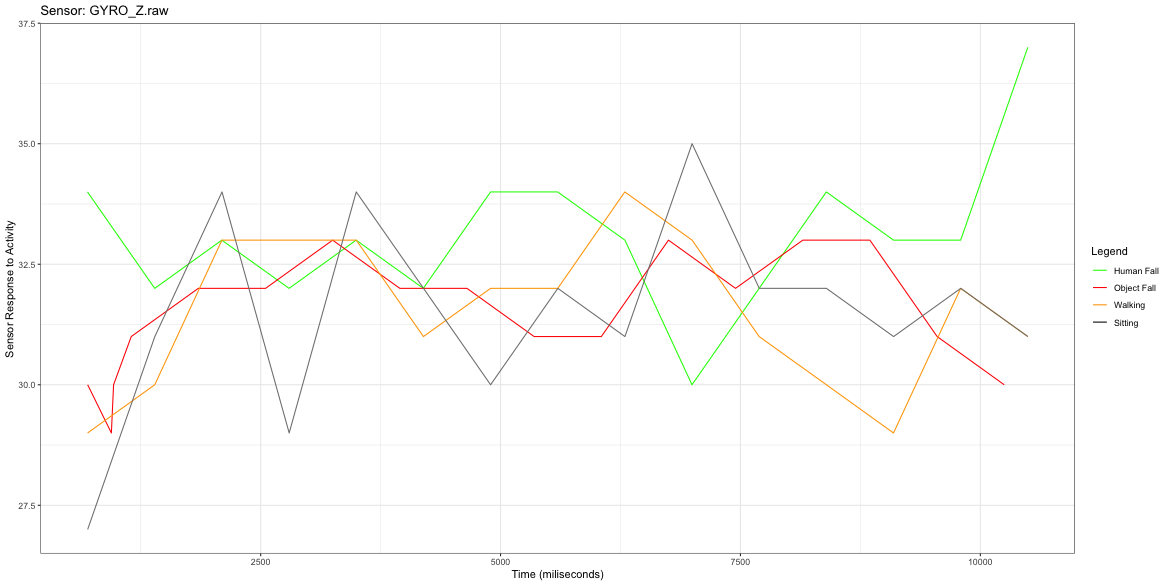 Sensor: GYRO_Z.raw
37.5
35.0
32.5
30.0
27.5
Sensor Response to Activity
2500
5000
7500
10000
Time (miliseconds)
Legend
Human Fall
Object Fall
Walking
Sitting